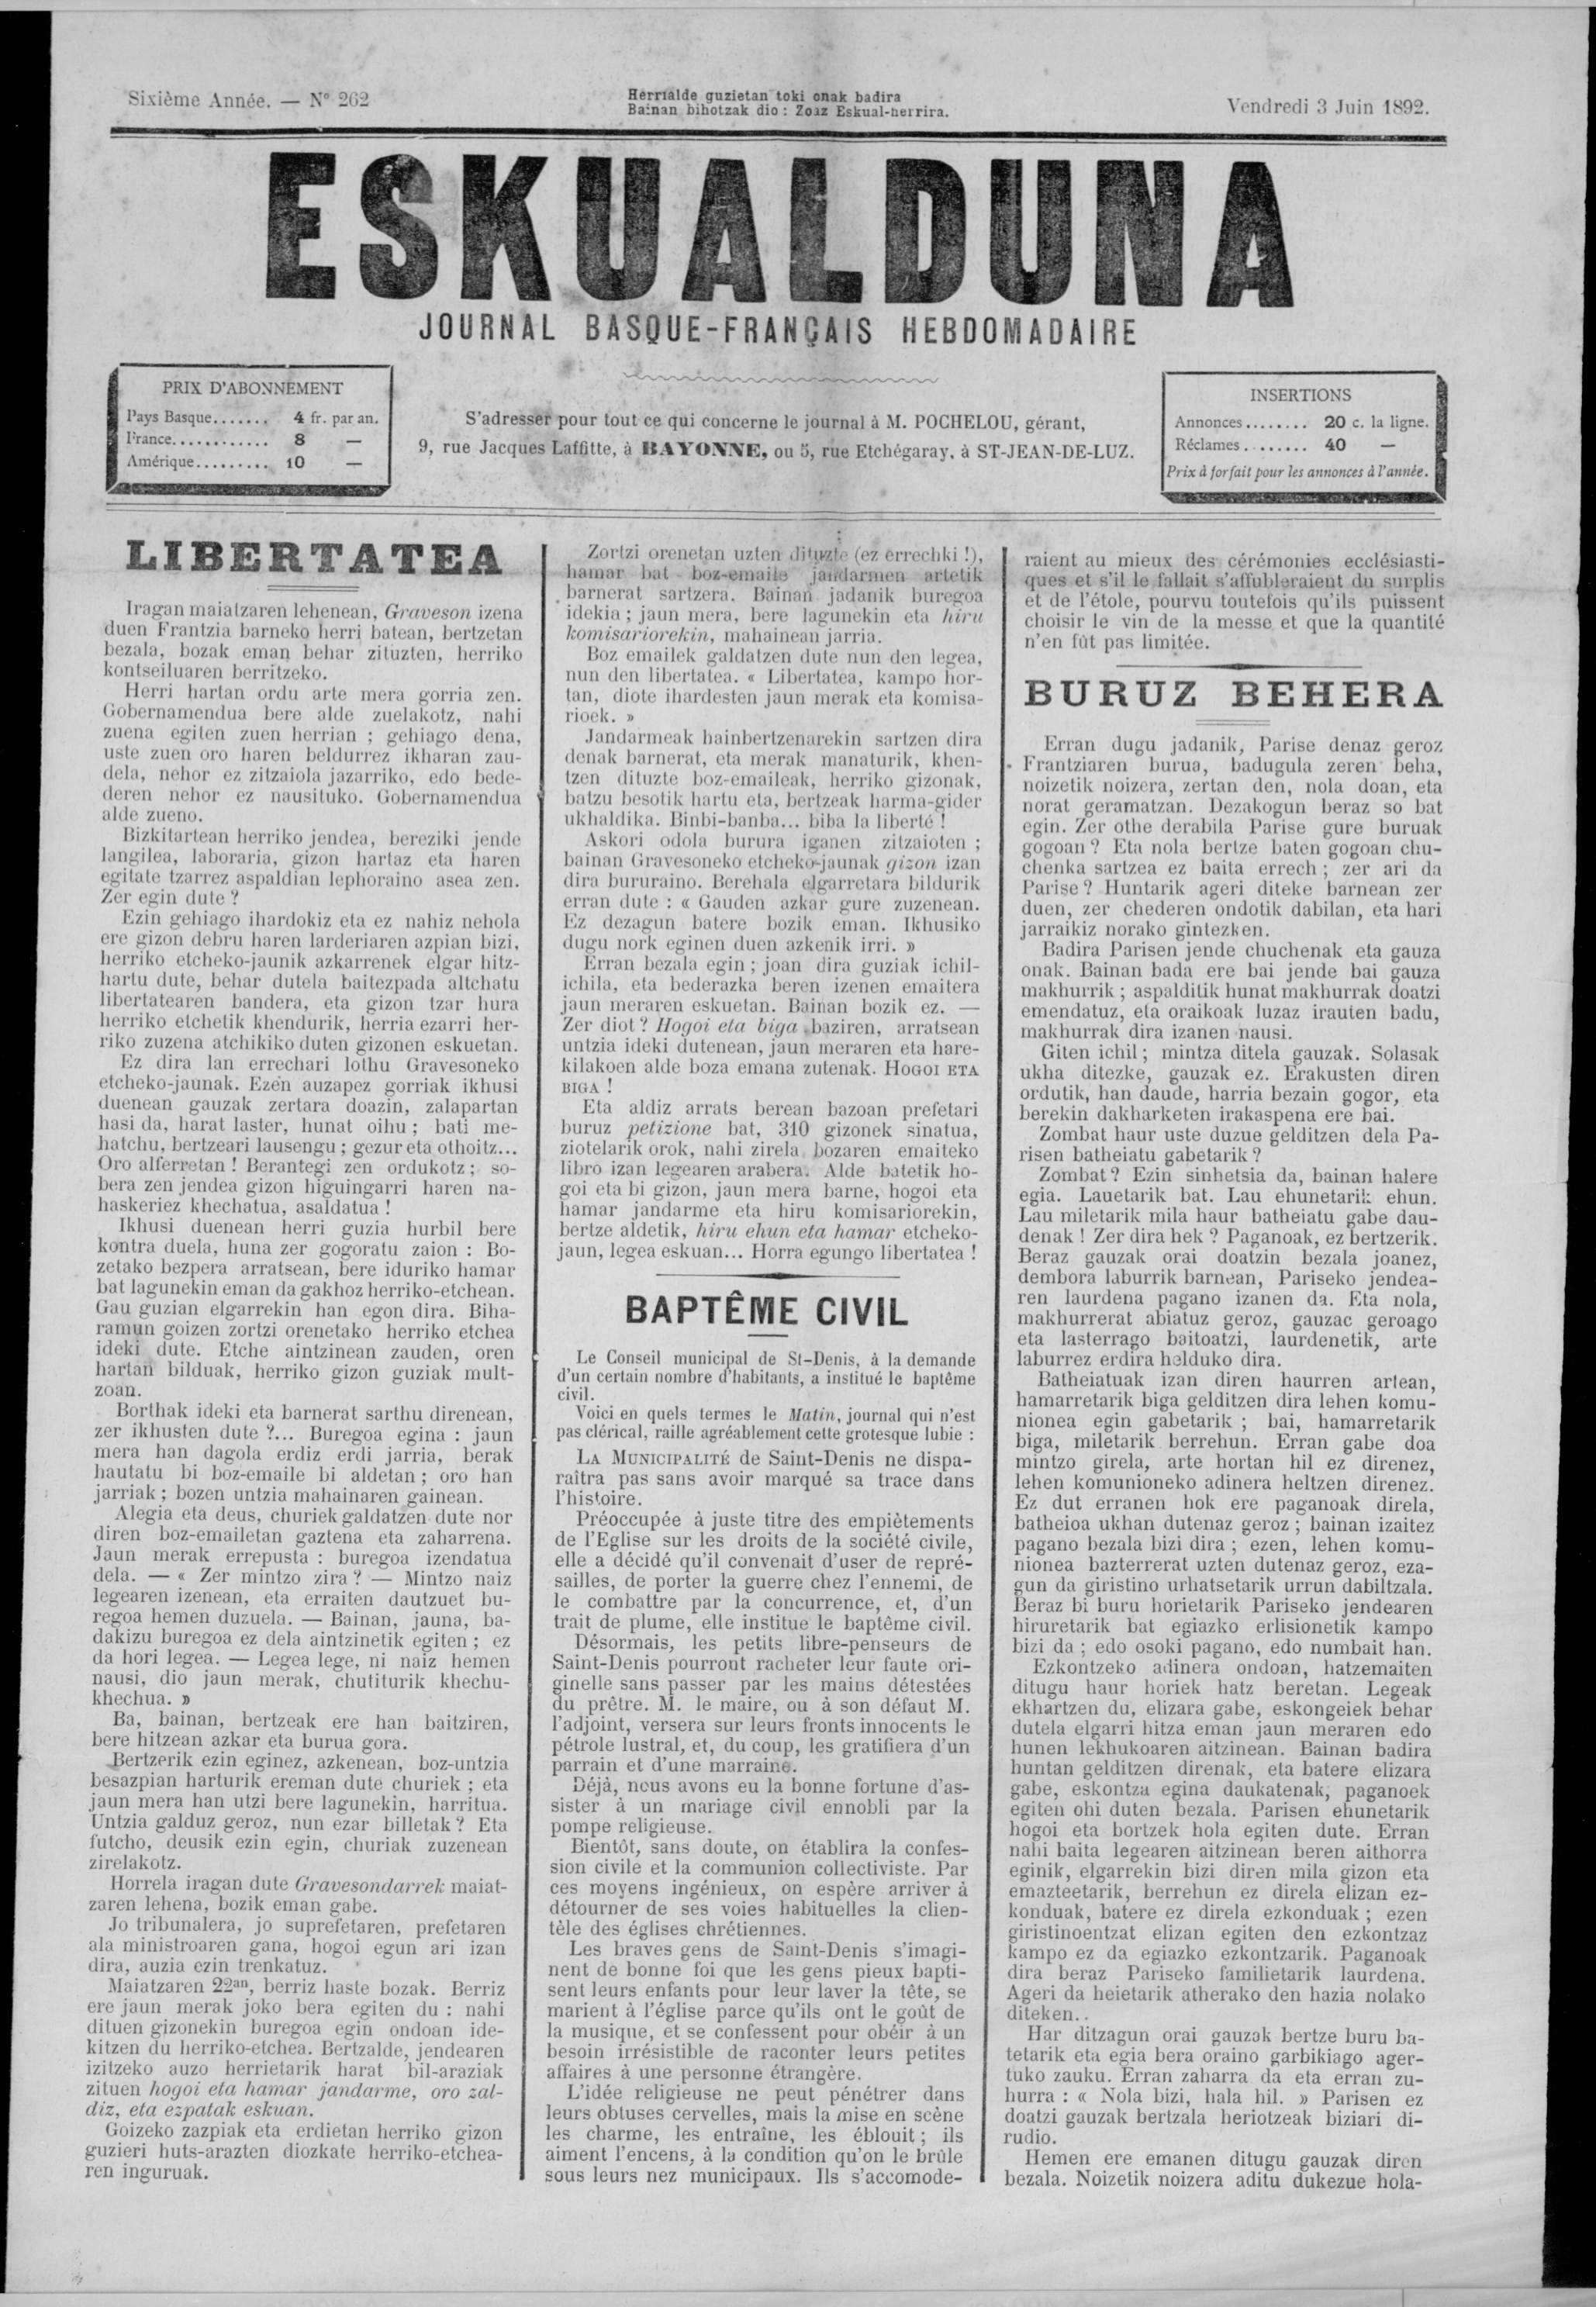 Sixième Année. — N° 262
Herrialde guzietan toki onak badira
Bainan bihotzak dio : Zoaz Eskual-herrira.
Vendredi 3 Juin 1892.
ESKUALDUNA
JOURNAL BASQUE-FRANÇAIS HEBDOMADAIRE
PRIX D'ABONNEMENT
Pays Basque....... 4 fr. par an.
France............ 8 —
Amérique......... 10 —
S'adresser pour tout ce qui concerne le journal à M. POCHELOU, gérant,
9, rue Jacques Laffitte, à BAYONNE, ou 5, rue Etchégaray, à ST-JEAN-DE-LUZ.
INSERTIONS
Annonces........ 20 c. la ligne.
Réclames........ 40 —
Prix à forfait pour les annonces à l'année.
LIBERTATEA
Iragan maiatzaren lehenean, Graveson izena
duen Frantzia barneko herri batean, bertzetan
bezala, bozak eman behar zituzten, herriko
kontseiluaren berritzeko.
Herri hartan ordu arte mera gorria zen.
Gobernamendua bere alde zuelakotz, nahi
zuena egiten zuen herrian ; gehiago dena,
uste zuen oro haren beldurrez ikharan zau-
dela, nehor ez zitzaiola jazarriko, edo bede-
deren nehor ez nausituko. Gobernamendua
alde zueno.
Bizkitartean herriko jendea, bereziki jende
langilea, laboraria, gizon hartaz eta haren
egitate tzarrez aspaldian lephoraino asea zen.
Zer egin dute ?
Ezin gehiago ihardokiz eta ez nahiz nehola
ere gizon debru haren larderiaren azpian bizi,
herriko etcheko-jaunik azkarrenek elgar hitz-
hartu dute, behar dutela baitezpada altchatu
libertatearen bandera, eta gizon tzar hura
herriko etchetik khendurik, herria ezarri her-
riko zuzena atchikiko duten gizonen eskuetan.
Ez dira lan errechari lothu Gravesoneko
etcheko-jaunak. Ezen auzapez gorriak ikhusi
duenean gauzak zertara doazin, zalapartan
hasi da, harat laster, hunat oihu ; bati me-
hatchu, bertzeari lausengu ; gezur eta othoitz...
Oro alferretan ! Berantegi zen ordukotz ; so-
bera zen jendea gizon higuingarri haren na-
haskeriez khechatua, asaldatua !
Ikhusi duenean herri guzia hurbil bere
kontra duela, huna zer gogoratu zaion : Bo-
zetako bezpera arratsean, bere iduriko hamar
bat lagunekin eman da gakhoz herriko-etchean.
Gau guzian elgarrekin han egon dira. Biha-
ramun goizen zortzi orenetako herriko etchea
ideki dute. Etche aintzinean zauden, oren
hartan bilduak, herriko gizon guziak mult-
zoan.
Borthak ideki eta barnerat sarthu direnean,
zer ikhusten dute ?... Buregoa egina : jaun
mera han dagola erdiz erdi jarria, berak
hautatu bi boz-emaile bi aldetan ; oro han
jarriak ; bozen untzia mahainaren gainean.
Alegia eta deus, churiek galdatzen dute nor
diren boz-emailetan gaztena eta zaharrena.
Jaun merak errepusta : buregoa izendatua
dela. — « Zer mintzo zira ? — Mintzo naiz
legearen izenean, eta erraiten dautzuet bu-
regoa hemen duzuela. — Bainan, jauna, ba-
dakizu buregoa ez dela aintzinetik egiten ; ez
da hori legea. — Legea lege, ni naiz hemen
nausi, dio jaun merak, chutiturik khechu-
khechua. »
Ba, bainan, bertzeak ere han baitziren,
bere hitzean azkar eta burua gora.
Bertzerik ezin eginez, azkenean, boz-untzia
besazpian harturik ereman dute churiek ; eta
jaun mera han utzi bere lagunekin, harritua.
Untzia galduz geroz, nun ezar billetak ? Eta
futcho, deusik ezin egin, churiak zuzenean
zirelakotz.
Horrela iragan dute Gravesondarrek maiat-
zaren lehena, bozik eman gabe.
Jo tribunalera, jo suprefetaren, prefetaren
ala ministroaren gana, hogoi egun ari izan
dira, auzia ezin trenkatuz.
Maiatzaren 22an, berriz haste bozak. Berriz
ere jaun merak joko bera egiten du : nahi
dituen gizonekin buregoa egin ondoan ide-
kitzen du herriko-etchea. Bertzalde, jendearen
izitzeko auzo herrietarik harat bil-araziak
zituen hogoi eta hamar jandarme, oro zal-
diz, eta ezpatak eskuan.
Goizeko zazpiak eta erdietan herriko gizon
guzieri huts-arazten diozkate herriko-etchea-
ren inguruak.
Zortzi orenetan uzten dituzte (ez errechki !),
hamar bat boz-emaile jandarmen artetik
barnerat sartzera. Bainan jadanik buregoa
idekia ; jaun mera, bere lagunekin eta hiru
komisariorekin, mahainean jarria.
Boz emailek galdatzen dute nun den legea,
nun den libertatea. « Libertatea, kampo hor-
tan, diote ihardesten jaun merak eta komisa-
rioek. »
Jandarmeak hainbertzenarekin sartzen dira
denak barnerat, eta merak manaturik, khen-
tzen dituzte boz-emaileak, herriko gizonak,
batzu besotik hartu eta, bertzeak harma-gider
ukhaldika. Binbi-banba... biba la liberté !
Askori odola burura iganen zitzaioten ;
bainan Gravesoneko etcheko-jaunak gizon izan
dira bururaino. Berehala elgarretara bildurik
erran dute : « Gauden azkar gure zuzenean.
Ez dezagun batere bozik eman. Ikhusiko
dugu nork eginen duen azkenik irri. »
Erran bezala egin ; joan dira guziak ichil-
ichila, eta bederazka beren izenen emaitera
jaun meraren eskuetan. Bainan bozik ez. —
Zer diot ? Hogoi eta biga baziren, arratsean
untzia ideki dutenean, jaun meraren eta hare-
kilakoen alde boza emana zutenak. HOGOI ETA
BIGA !
Eta aldiz arrats berean bazoan prefetari
buruz petizione bat, 310 gizonek sinatua,
ziotelarik orok, nahi zirela bozaren emaiteko
libro izan legearen arabera. Alde batetik ho-
goi eta bi gizon, jaun mera barne, hogoi eta
hamar jandarme eta hiru komisariorekin,
bertze aldetik, hiru ehun eta hamar etcheko-
jaun, legea eskuan... Horra egungo libertatea !
BAPTÊME CIVIL
Le Conseil municipal de St-Denis, à la demande
d'un certain nombre d'habitants, a institué le baptême
civil.
Voici en quels termes le Matin, journal qui n'est
pas clérical, raille agréablement cette grotesque lubie :
LA MUNICIPALITÉ de Saint-Denis ne dispa-
raîtra pas sans avoir marqué sa trace dans
l'histoire.
Préoccupée à juste titre des empiètements
de l'Eglise sur les droits de la société civile,
elle a décidé qu'il convenait d'user de repré-
sailles, de porter la guerre chez l'ennemi, de
le combattre par la concurrence, et, d'un
trait de plume, elle institue le baptême civil.
Désormais, les petits libre-penseurs de
Saint-Denis pourront racheter leur faute ori-
ginelle sans passer par les mains détestées
du prêtre. M. le maire, ou à son défaut M.
l'adjoint, versera sur leurs fronts innocents le
pétrole lustral, et, du coup, les gratifiera d'un
parrain et d'une marraine.
Déjà, nous avons eu la bonne fortune d'as-
sister à un mariage civil ennobli par la
pompe religieuse.
Bientôt, sans doute, on établira la confes-
sion civile et la communion collectiviste. Par
ces moyens ingénieux, on espère arriver à
détourner de ses voies habituelles la clien-
tèle des églises chrétiennes.
Les braves gens de Saint-Denis s'imagi-
nent de bonne foi que les gens pieux bapti-
sent leurs enfants pour leur laver la tête, se
marient à l'église parce qu'ils ont le goût de
la musique, et se confessent pour obéir à un
besoin irrésistible de raconter leurs petites
affaires à une personne étrangère.
L'idée religieuse ne peut pénétrer dans
leurs obtuses cervelles, mais la mise en scène
les charme, les entraîne, les éblouit ; ils
aiment l'encens, à la condition qu'on le brûle
sous leurs nez municipaux. Ils s'accomode-
raient au mieux des cérémonies ecclésiasti-
ques et s'il le fallait s'affubleraient du surplis
et de l'étole, pourvu toutefois qu'ils puissent
choisir le vin de la messe et que la quantité
n'en fût pas limitée.
BURUZ BEHERA
Erran dugu jadanik, Parise denaz geroz
Frantziaren burua, badugula zeren beha,
noizetik noizera, zertan den, nola doan, eta
norat geramatzan. Dezakogun beraz so bat
egin. Zer othe derabila Parise gure buruak
gogoan ? Eta nola bertze baten gogoan chu-
chenka sartzea ez baita errech ; zer ari da
Parise ? Huntarik ageri diteke barnean zer
duen, zer chederen ondotik dabilan, eta hari
jarraikiz norako gintezken.
Badira Parisen jende chuchenak eta gauza
onak. Bainan bada ere bai jende bai gauza
makhurrik ; aspalditik hunat makhurrak doatzi
emendatuz, eta oraikoak luzaz irauten badu,
makhurrak dira izanen nausi.
Giten ichil ; mintza ditela gauzak. Solasak
ukha ditezke, gauzak ez. Erakusten diren
ordutik, han daude, harria bezain gogor, eta
berekin dakharketen irakaspena ere bai.
Zombat haur uste duzue gelditzen dela Pa-
risen batheiatu gabetarik ?
Zombat ? Ezin sinhetsia da, bainan halere
egia. Lauetarik bat. Lau ehunetarik ehun.
Lau miletarik mila haur batheiatu gabe dau-
denak ! Zer dira hek ? Paganoak, ez bertzerik.
Beraz gauzak orai doatzin bezala joanez,
dembora laburrik barnean, Pariseko jendea-
ren laurdena pagano izanen da. Eta nola,
makhurrerat abiatuz geroz, gauzac geroago
eta lasterrago baitoatzi, laurdenetik, arte
laburrez erdira helduko dira.
Batheiatuak izan diren haurren artean,
hamarretarik biga gelditzen dira lehen komu-
nionea egin gabetarik ; bai, hamarretarik
biga, miletarik berrehun. Erran gabe doa
mintzo girela, arte hortan hil ez direnez,
lehen komunioneko adinera heltzen direnez.
Ez dut erranen hok ere paganoak direla,
batheioa ukhan dutenaz geroz ; bainan izaitez
pagano bezala bizi dira ; ezen, lehen komu-
nionea bazterrerat uzten dutenaz geroz, eza-
gun da giristino urhatsetarik urrun dabiltzala.
Beraz bi buru horietarik Pariseko jendearen
hiruretarik bat egiazko erlisionetik kampo
bizi da ; edo osoki pagano, edo numbait han.
Ezkontzeko adinera ondoan, hatzemaiten
ditugu haur horiek hatz beretan. Legeak
ekhartzen du, elizara gabe, eskongeiek behar
dutela elgarri hitza eman jaun meraren edo
hunen lekhukoaren aitzinean. Bainan badira
huntan gelditzen direnak, eta batere elizara
gabe, eskontza egina daukatenak, paganoek
egiten ohi duten bezala. Parisen ehunetarik
hogoi eta bortzek hola egiten dute. Erran
nahi baita legearen aitzinean beren aithorra
eginik, elgarrekin bizi diren mila gizon eta
emazteetarik, berrehun ez direla elizan ez-
konduak, batere ez direla ezkonduak ; ezen
giristinoentzat elizan egiten den ezkontzaz
kampo ez da egiazko ezkontzarik. Paganoak
dira beraz Pariseko familietarik laurdena.
Ageri da heietarik atherako den hazia nolako
diteken..
Har ditzagun orai gauzak bertze buru ba-
tetarik eta egia bera oraino garbikiago ager-
tuko zauku. Erran zaharra da eta erran zu-
hurra : « Nola bizi, hala hil. » Parisen ez
doatzi gauzak bertzala heriotzeak biziari di-
rudio.
Hemen ere emanen ditugu gauzak diren
bezala. Noizetik noizera aditu dukezue hola-